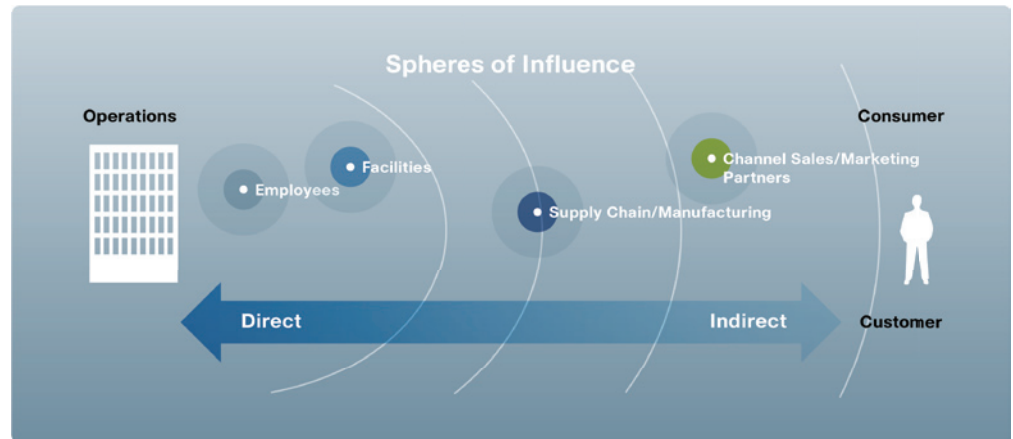 Spheres of Influence
Operations
Consumer
Facilities
Channel Sales/Marketing
Partners
Employees
Supply Chain/Manufacturing
Direct
Indirect
Customer